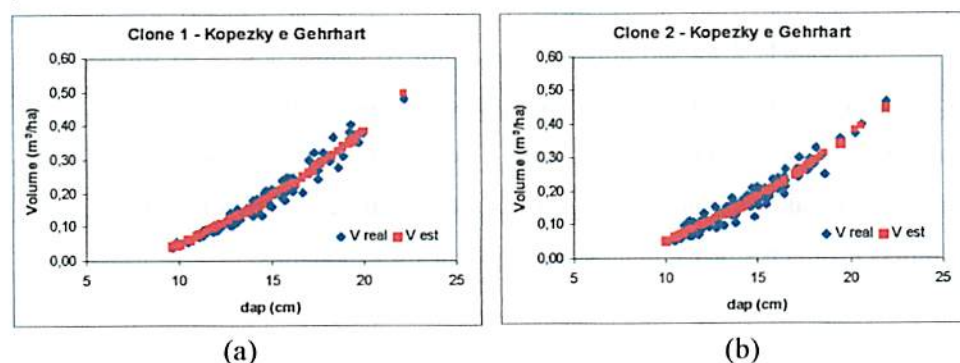 Clone 1 - Kopezky e Gehrhart
Volume (m³/ha)
0,60
0,50
0,40
0,30
0,20
0,10
0,00
5
10
15
20
25
dap (cm)
V real
V est
(a)
Clone 2 - Kopezky e Gehrhart
Volume (m³/ha)
0,60
0,50
0,40
0,30
0,20
0,10
0,00
5
10
15
20
25
dap (cm)
V real
V est
(b)